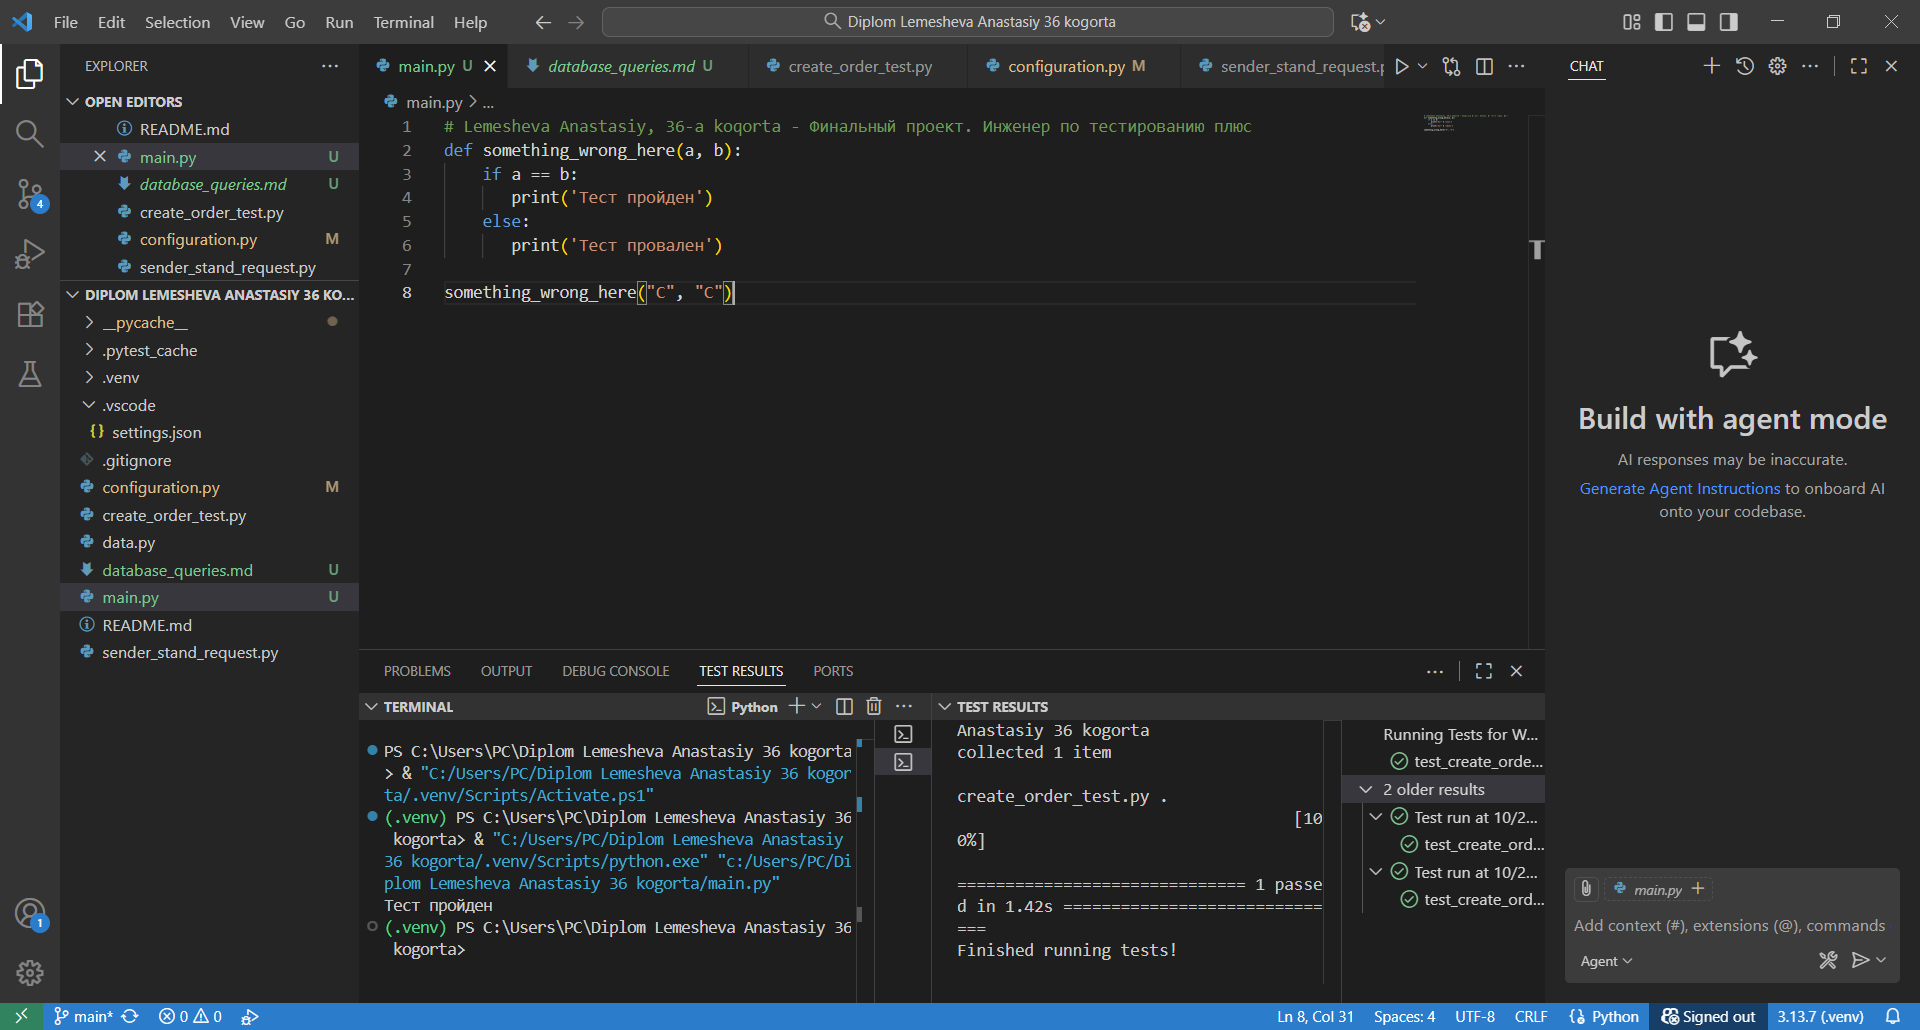 File Edit Selection View Go Run Terminal Help
Diplom Lemesheva Anastasiy 36 kogorta
EXPLORER
OPEN EDITORS
README.md
main.py U
database_queries.md U
create_order_test.py
configuration.py M
sender_stand_request.py
DIPLOM LEMESHEVA ANASTASIY 36 KO...
__pycache__
.pytest_cache
.venv
.vscode
settings.json
.gitignore
configuration.py M
create_order_test.py
data.py
database_queries.md U
main.py U
README.md
sender_stand_request.py
4
1
main.py U
database_queries.md U
create_order_test.py
configuration.py M
sender_stand_request.p
main.py > ...
1 # Lemesheva Anastasiy, 36-a koqorta - Финальный проект. Инженер по тестированию плюс
2 def something_wrong_here(a, b):
3 if a == b:
4 print('Тест пройден')
5 else:
6 print('Тест провален')
7
8 something_wrong_here("C", "C")
PROBLEMS OUTPUT DEBUG CONSOLE TEST RESULTS PORTS
TERMINAL
Python
PS C:\Users\PC\Diplom Lemesheva Anastasiy 36 kogorta
> & "C:/Users/PC/Diplom Lemesheva Anastasiy 36 kogor
ta/.venv/Scripts/Activate.ps1"
(.venv) PS C:\Users\PC\Diplom Lemesheva Anastasiy 36
kogorta> & "C:/Users/PC/Diplom Lemesheva Anastasiy
36 kogorta/.venv/Scripts/python.exe" "c:/Users/PC/Di
plom Lemesheva Anastasiy 36 kogorta/main.py"
Тест пройден
(.venv) PS C:\Users\PC\Diplom Lemesheva Anastasiy 36
kogorta>
TEST RESULTS
Anastasiy 36 kogorta
collected 1 item
create_order_test.py .
[10
0%]
============================== 1 passe
d in 1.42s ===========================
===
Finished running tests!
Running Tests for W...
test_create_orde...
2 older results
Test run at 10/2...
test_create_ord...
Test run at 10/2...
test_create_ord...
CHAT
Build with agent mode
AI responses may be inaccurate.
Generate Agent Instructions to onboard AI
onto your codebase.
main.py
Add context (#), extensions (@), commands
Agent
main* 0 0
Ln 8, Col 31 Spaces: 4 UTF-8 CRLF {} Python Signed out 3.13.7 (.venv)